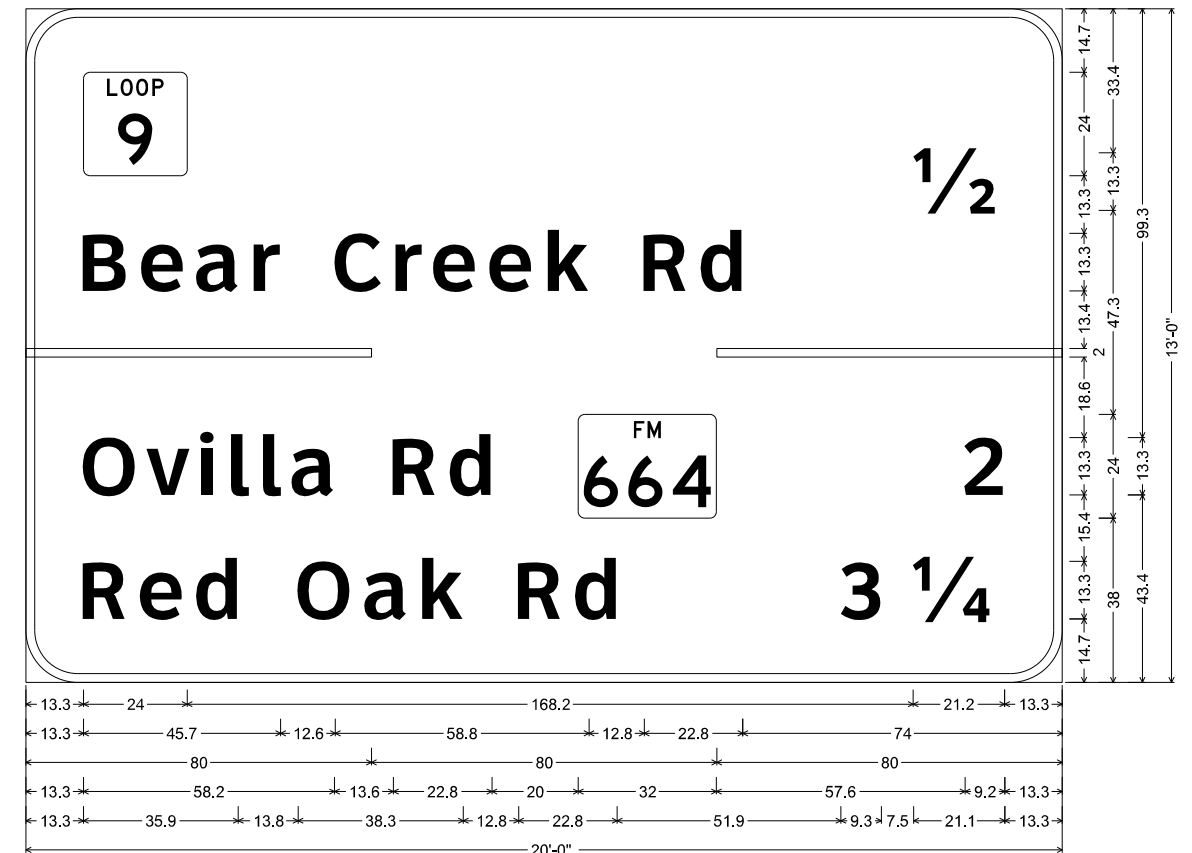 LOOP
9
½
Bear Creek Rd
Ovilla Rd FM 664 2
Red Oak Rd 3 ¼
14.7 24 13.3 13.3 13.4 2 18.6 13.3 15.4 13.3 14.7
33.4 13.3 47.3 24 38
99.3 13.3 43.4
13'-0"
13.3 24 168.2 21.2 13.3
13.3 45.7 12.6 58.8 12.8 22.8 74
80 80 80
13.3 58.2 13.6 22.8 20 32 57.6 9.2 13.3
13.3 35.9 13.8 38.3 12.8 22.8 51.9 9.3 7.5 21.1 13.3
20'-0"